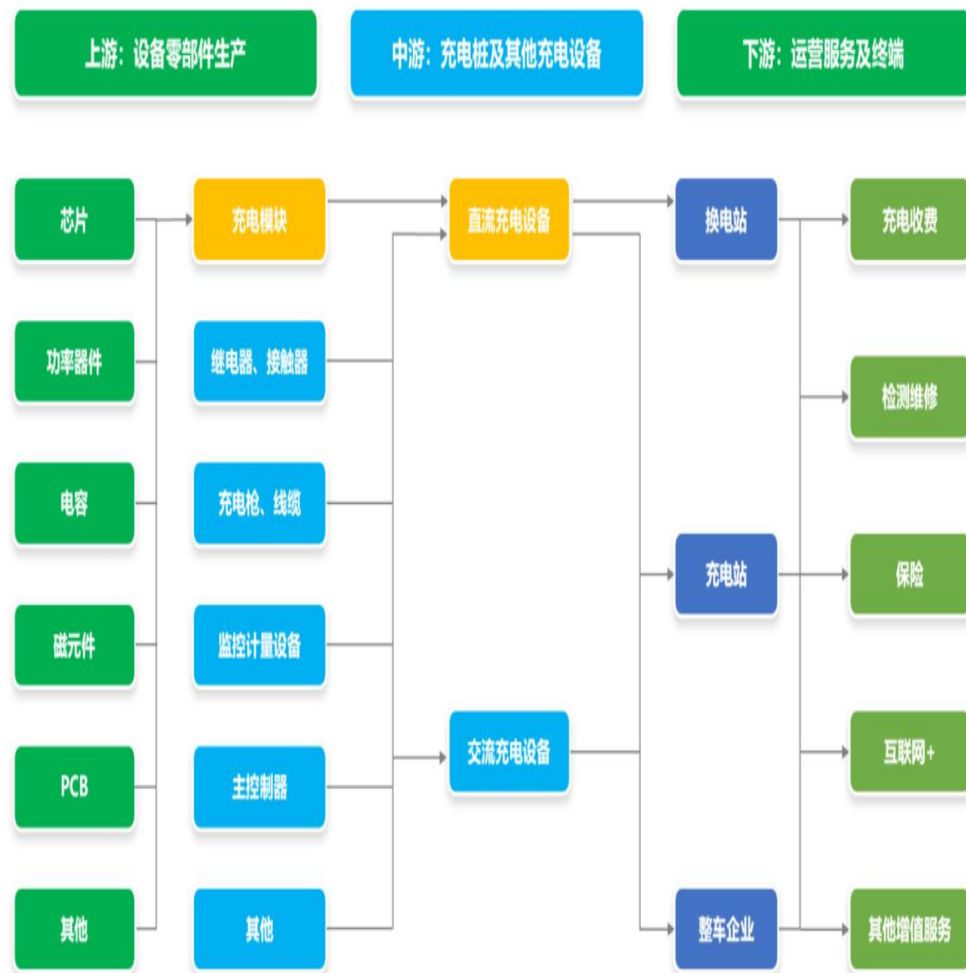 上游：设备零部件生产
中游：充电桩及其他充电设备
下游：运营服务及终端
芯片
充电模块
直流充电设备
换电站
充电收费
功率器件
继电器、接触器
检测维修
电容
充电枪、线缆
充电站
保险
磁元件
监控计量设备
交流充电设备
互联网+
PCB
主控制器
其他
其他
整车企业
其他增值服务